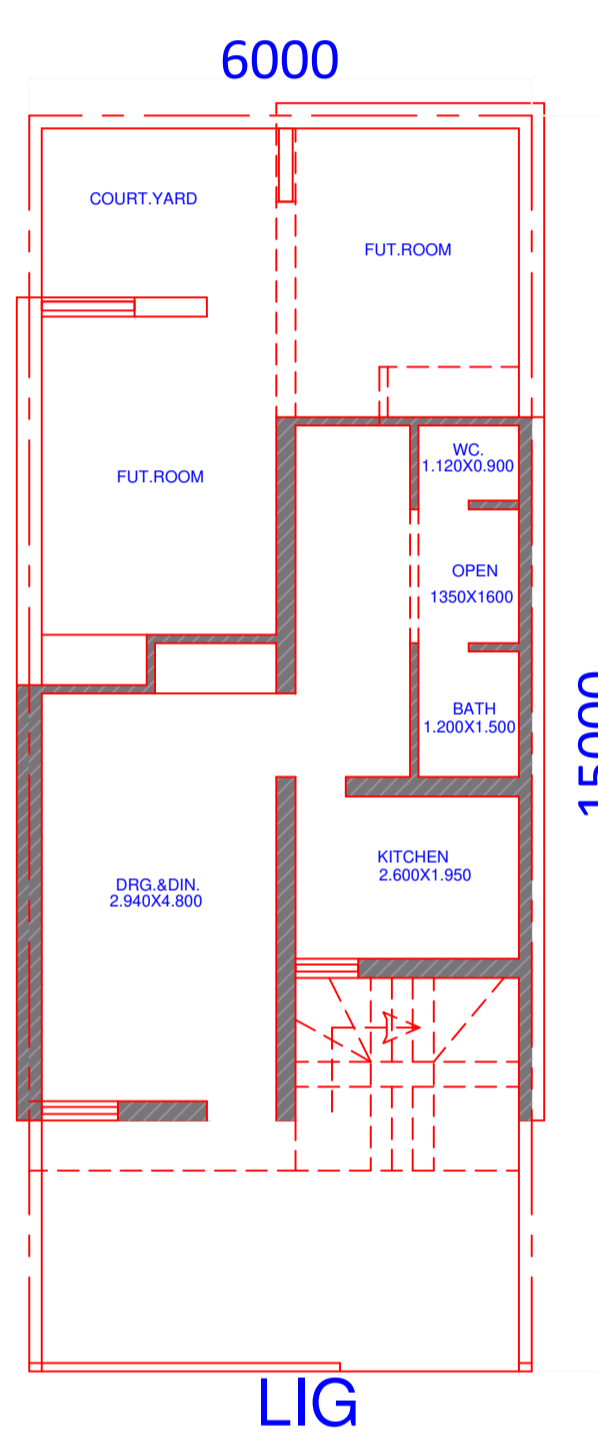 6000
COURT.YARD
FUT.ROOM
FUT.ROOM
WC.
1.120X0.900
OPEN
1350X1600
BATH
1.200X1.500
15000
KITCHEN
2.600X1.950
DRG.&DIN.
2.940X4.800
LIG